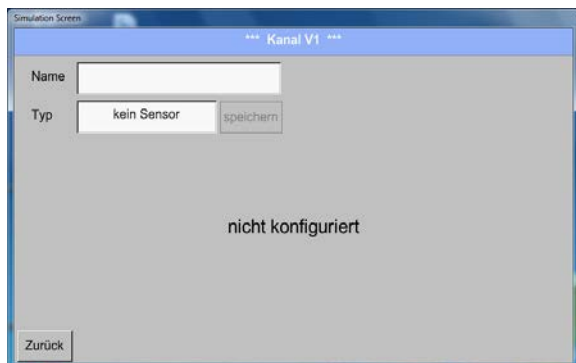 Simulation Screen
*** Kanal V1 ***
Name
Typ kein Sensor speichern
nicht konfiguriert
Zurück